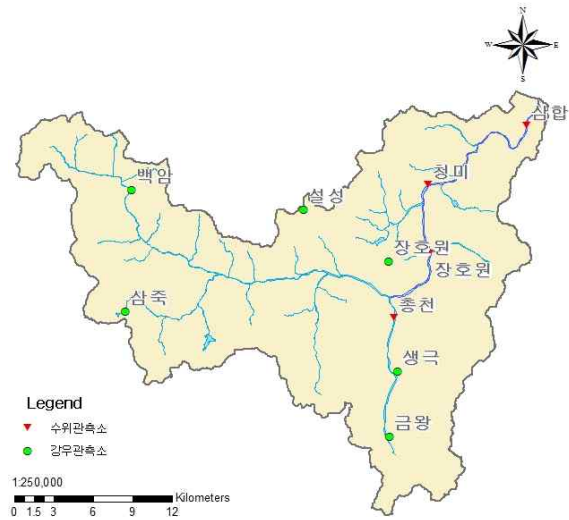 N
W
E
S
삼합
청미
백암
설성
장호원
장호원
삼죽
총천
생극
금왕
Legend
수위관측소
강우관측소
1:250,000
Kilometers
0 1.5 3 6 9 12